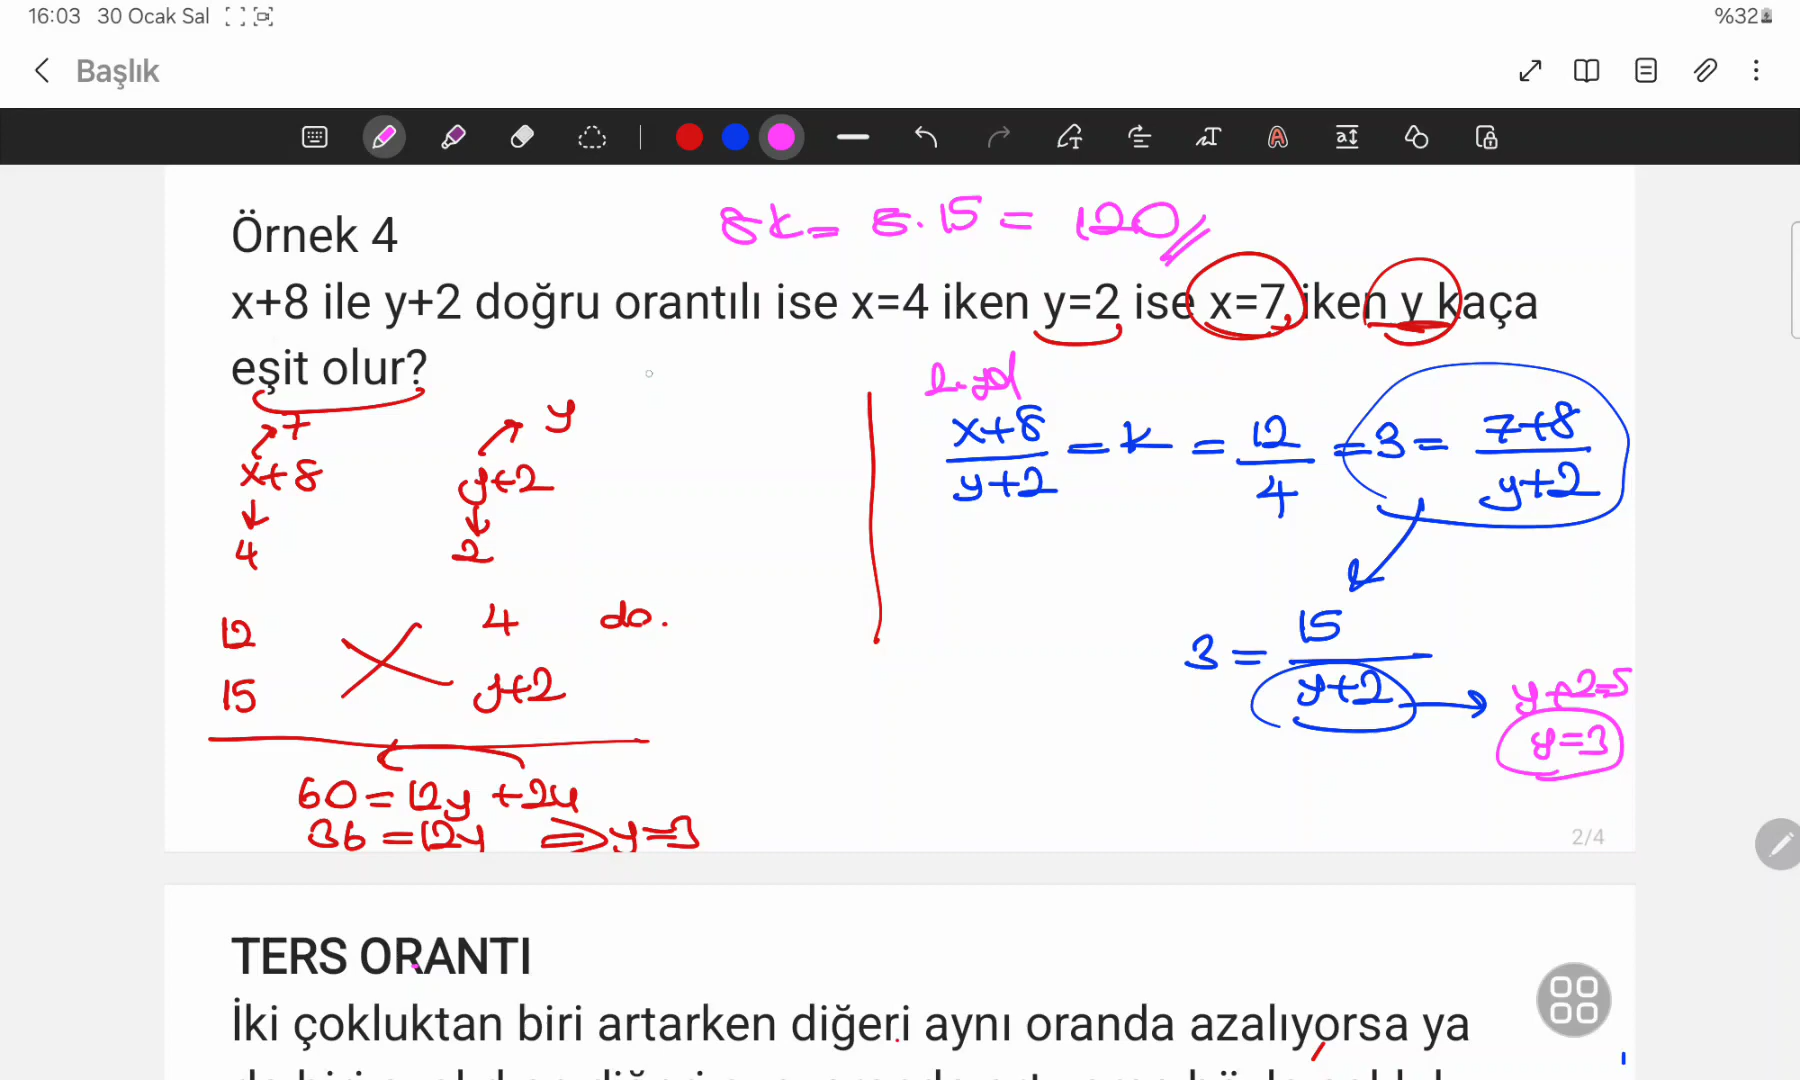 16:03 30 Ocak Sal %32
Başlık
8k = 8.15 = 120
Örnek 4
x+8 ile y+2 doğru orantılı ise x=4 iken y=2 ise x=7, iken y kaça
eşit olur?
7 y
x+8 y+2
4 2
12 4 do.
15 y+2
60 = 12y + 24
36 = 12y ⇒ y=3
2. yol
x+8/y+2 = k = 12/4 = 3 = 7+8/y+2
3 = 15/y+2
y+2=5
y=3
2/4
TERS ORANTI
İki çokluktan biri artarken diğeri aynı oranda azalıyorsa ya